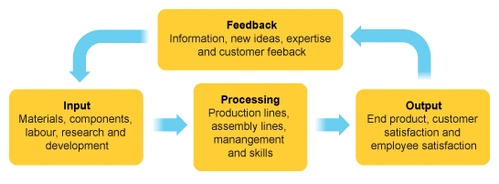 Feedback
Information, new ideas, expertise
and customer feeback
Input
Materials, components,
labour, research and
development
Processing
Production lines,
assembly lines,
manangement
and skills
Output
End product, customer
satisfaction and
employee satisfaction